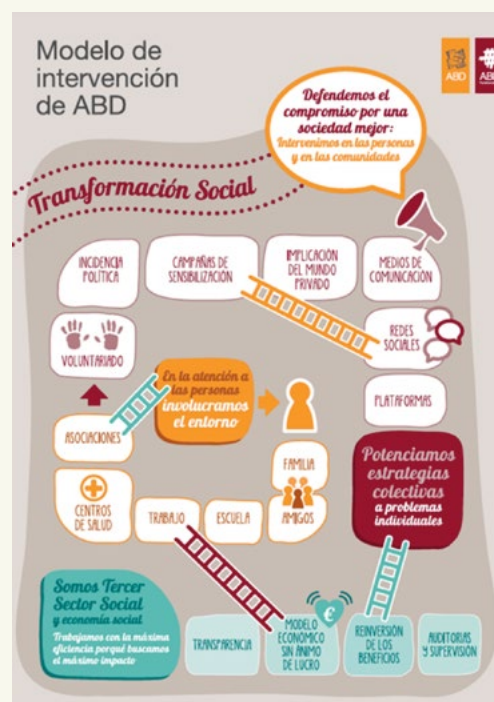 Modelo de
intervención
de ABD
ABD
Defendemos el
compromiso por una
sociedad mejor:
Intervenimos en las personas
y en las comunidades
Transformación Social
INCIDENCIA
POLÍTICA
CAMPAÑAS DE
SENSIBILIZACIÓN
IMPLICACIÓN
DEL MUNDO
PRIVADO
MEDIOS DE
COMUNICACIÓN
VOLUNTARIADO
REDES
SOCIALES
En la atención a
las personas
involucramos
el entorno
PLATAFORMAS
ASOCIACIONES
FAMILIA
AMIGOS
Potenciamos
estrategias
colectivas
a problemas
individuales
CENTROS
DE SALUD
TRABAJO
ESCUELA
Somos Tercer
Sector Social
y economía social
Trabajamos con la máxima
eficiencia porqué buscamos
el máximo impacto
TRANSPARENCIA
€
MODELO
ECONÓMICO
SIN ÁNIMO
DE LUCRO
REINVERSIÓN
DE LOS
BENEFICIOS
AUDITORIAS
Y SUPERVISIÓN